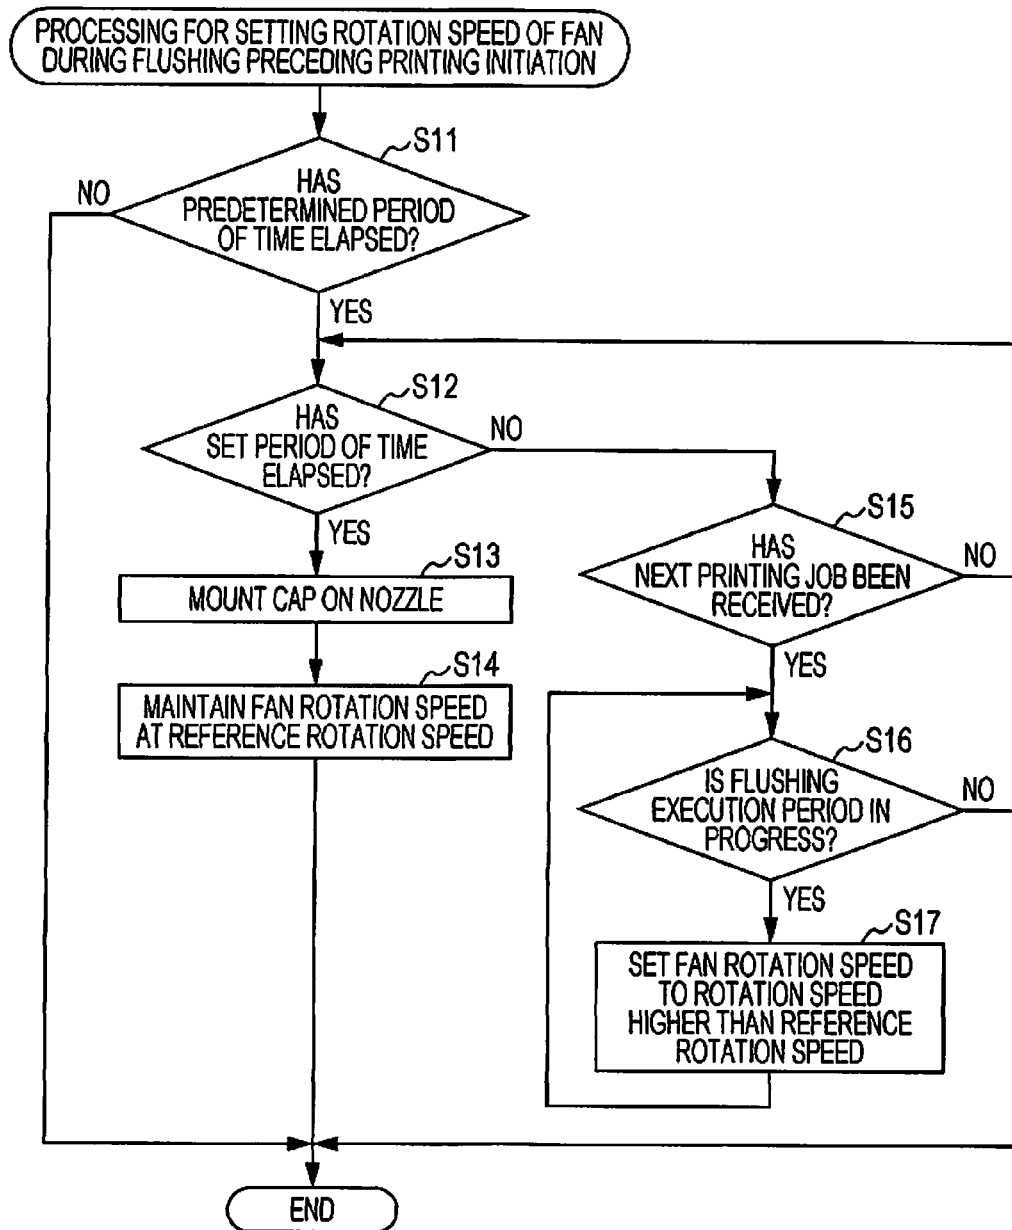 PROCESSING FOR SETTING ROTATION SPEED OF FAN
DURING FLUSHING PRECEDING PRINTING INITIATION
S11
HAS
PREDETERMINED PERIOD
OF TIME ELAPSED?
NO
YES
S12
HAS
SET PERIOD OF TIME
ELAPSED?
NO
YES
S13
MOUNT CAP ON NOZZLE
S14
MAINTAIN FAN ROTATION SPEED
AT REFERENCE ROTATION SPEED
S15
HAS
NEXT PRINTING JOB BEEN
RECEIVED?
NO
YES
S16
IS FLUSHING
EXECUTION PERIOD IN
PROGRESS?
NO
YES
S17
SET FAN ROTATION SPEED
TO ROTATION SPEED
HIGHER THAN REFERENCE
ROTATION SPEED
END